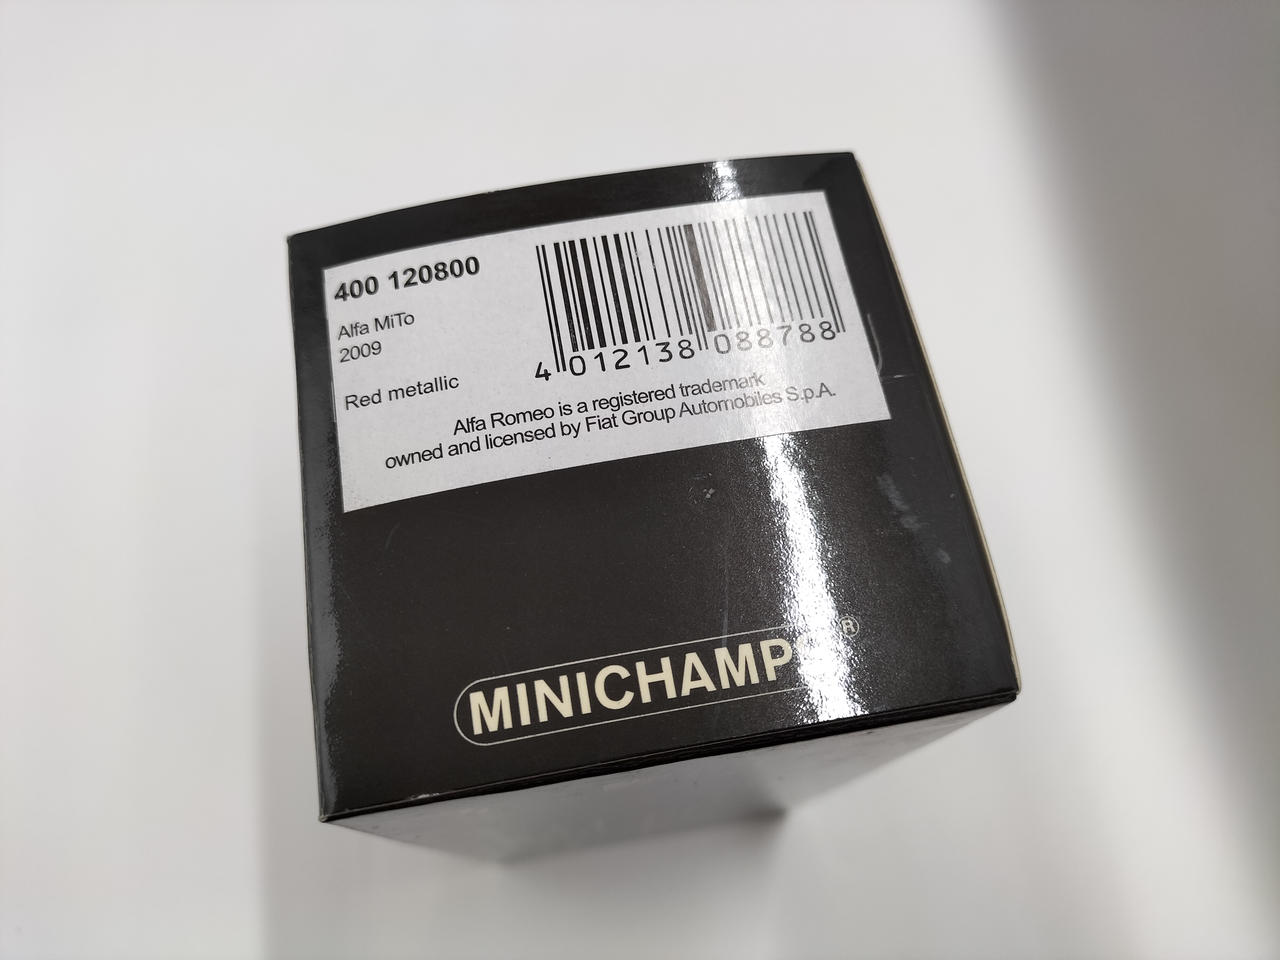 400 120800
Alfa MiTo
2009
Red metallic
4 012138 088788
Alfa Romeo is a registered trademark
owned and licensed by Fiat Group Automobiles S.p.A.
MINICHAMPS®